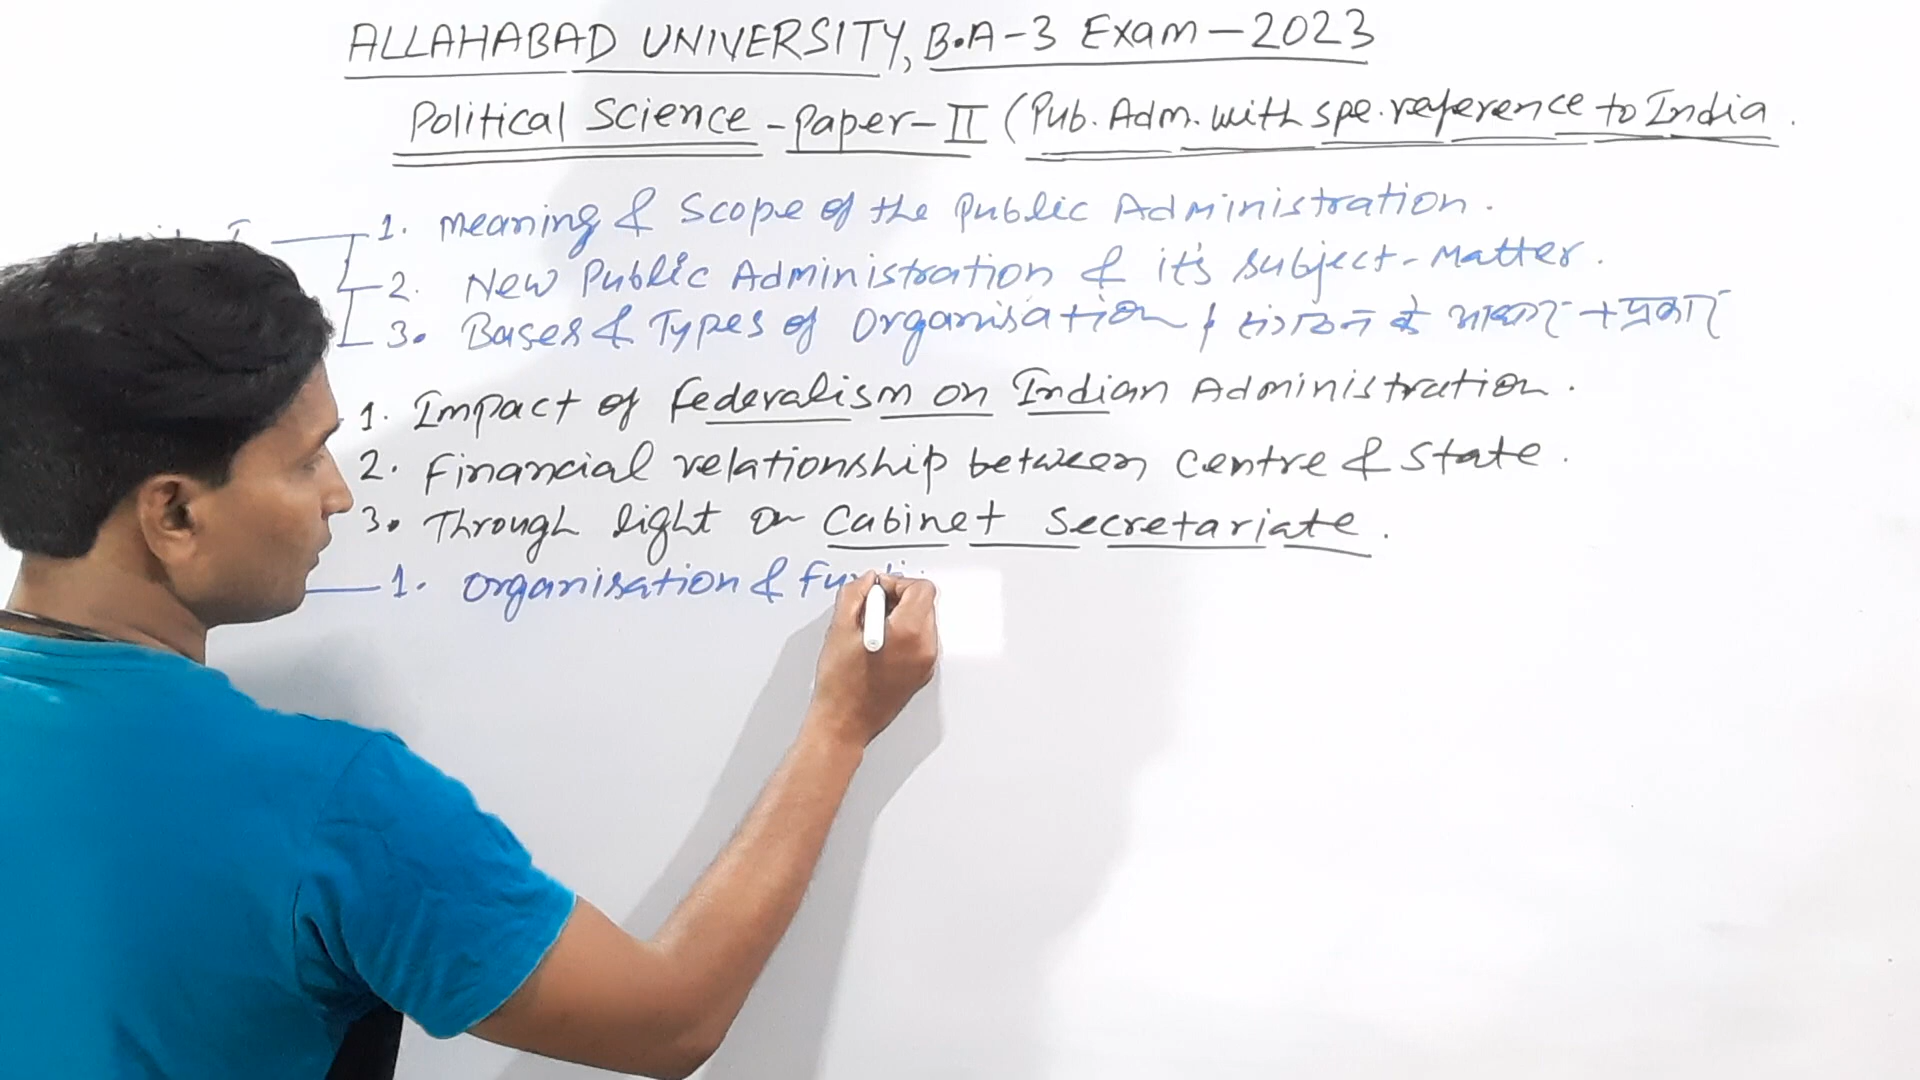 ALLAHABAD UNIVERSITY, B.A-3 Exam-2023
Political Science - Paper-II (Pub. Adm. with spe. reference to India.
1. Meaning & Scope of the Public Administration.
2. New Public Administration & it's subject-Matter.
3. Bases & Types of Organisation / संगठन के आकार + प्रकार
1. Impact of federalism on Indian Administration.
2. Financial relationship between Centre & State.
3. Through light on Cabinet Secretariate.
1. Organisation &